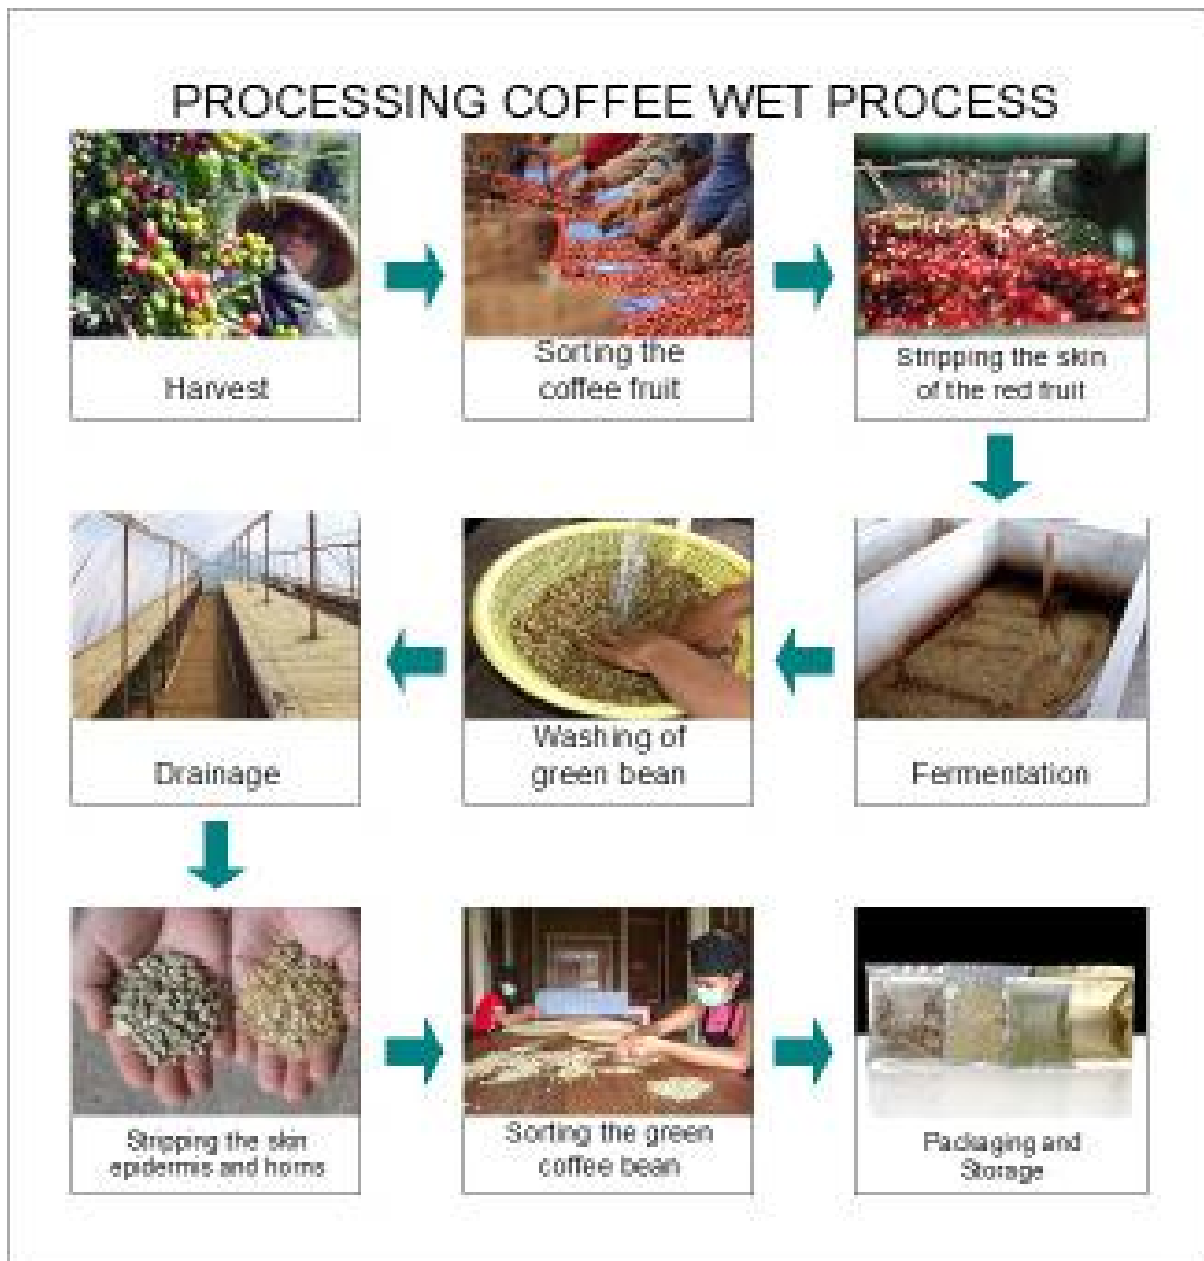 PROCESSING COFFEE WET PROCESS
Harvest
Sorting the
coffee fruit
Stripping the skin
of the red fruit
Fermentation
Washing of
green bean
Drainage
Stripping the skin
epidermis and horns
Sorting the green
coffee bean
Packaging and
Storage